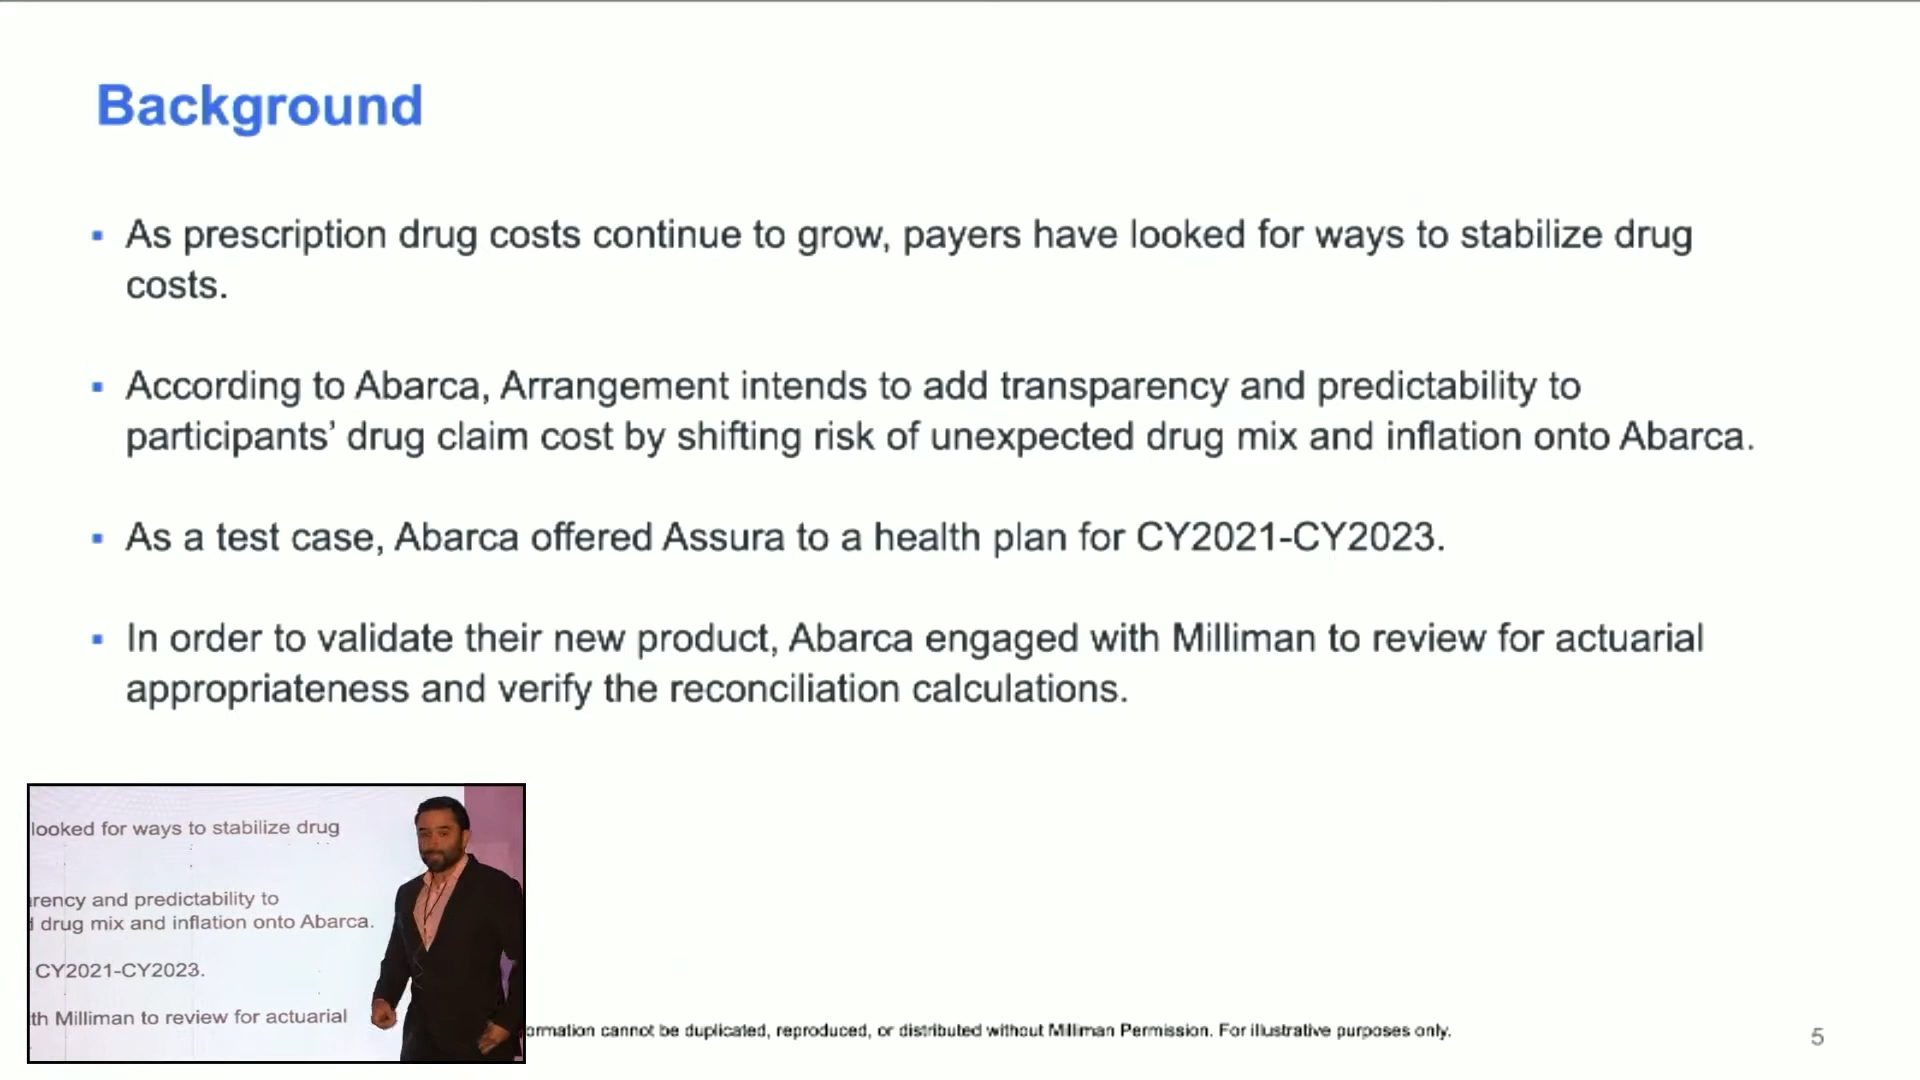 Background
As prescription drug costs continue to grow, payers have looked for ways to stabilize drug
costs.
According to Abarca, Arrangement intends to add transparency and predictability to
participants’ drug claim cost by shifting risk of unexpected drug mix and inflation onto Abarca.
As a test case, Abarca offered Assura to a health plan for CY2021-CY2023.
In order to validate their new product, Abarca engaged with Milliman to review for actuarial
appropriateness and verify the reconciliation calculations.
looked for ways to stabilize drug
rency and predictability to
drug mix and inflation onto Abarca.
CY2021-CY2023.
th Milliman to review for actuarial
ormation cannot be duplicated, reproduced, or distributed without Milliman Permission. For illustrative purposes only.
5